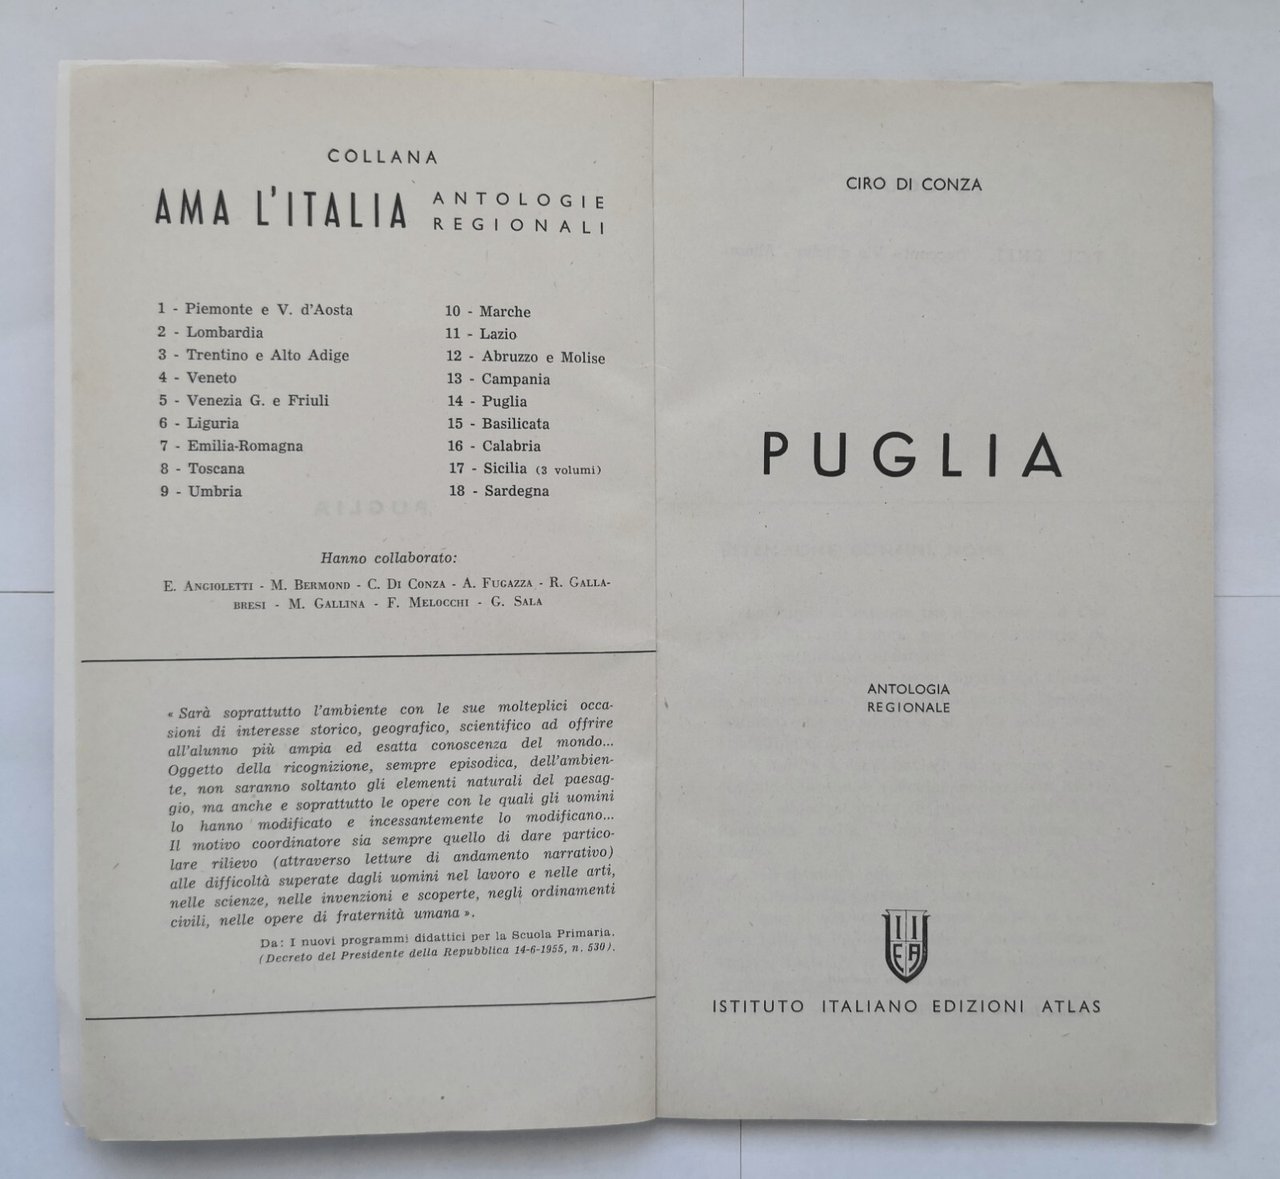 COLLANA
AMA L'ITALIA ANTOLOGIE
REGIONALI
1 - Piemonte e V. d'Aosta
2 - Lombardia
3 - Trentino e Alto Adige
4 - Veneto
5 - Venezia G. e Friuli
6 - Liguria
7 - Emilia-Romagna
8 - Toscana
9 - Umbria
10 - Marche
11 - Lazio
12 - Abruzzo e Molise
13 - Campania
14 - Puglia
15 - Basilicata
16 - Calabria
17 - Sicilia (3 volumi)
18 - Sardegna
Hanno collaborato:
E. Angioletti - M. Bermond - C. Di Conza - A. Fugazza - R. Galla-
bresi - M. Gallina - F. Melocchi - G. Sala
« Sarà soprattutto l'ambiente con le sue molteplici occa-
sioni di interesse storico, geografico, scientifico ad offrire
all'alunno più ampia ed esatta conoscenza del mondo...
Oggetto della ricognizione, sempre episodica, dell'ambien-
te, non saranno soltanto gli elementi naturali del paesag-
gio, ma anche e soprattutto le opere con le quali gli uomini
lo hanno modificato e incessantemente lo modificano...
Il motivo coordinatore sia sempre quello di dare partico-
lare rilievo (attraverso letture di andamento narrativo)
alle difficoltà superate dagli uomini nel lavoro e nelle arti,
nelle scienze, nelle invenzioni e scoperte, negli ordinamenti
civili, nelle opere di fraternità umana ».
Da: I nuovi programmi didattici per la Scuola Primaria.
(Decreto del Presidente della Repubblica 14-6-1955, n. 530).
CIRO DI CONZA
PUGLIA
ANTOLOGIA
REGIONALE
II
EA
ISTITUTO ITALIANO EDIZIONI ATLAS